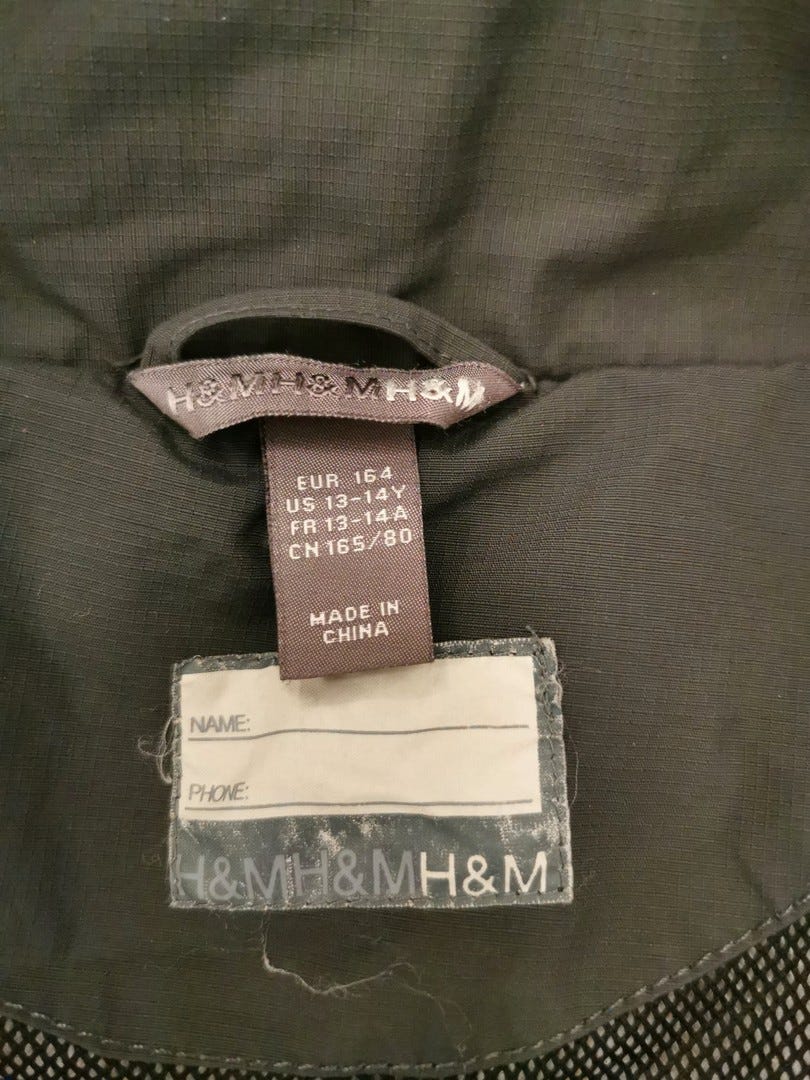 H&MH&MH&M
EUR 164
US 13-14Y
FR 13-14A
CN 165/80
MADE IN
CHINA
NAME:
PHONE:
H&MH&MH&M